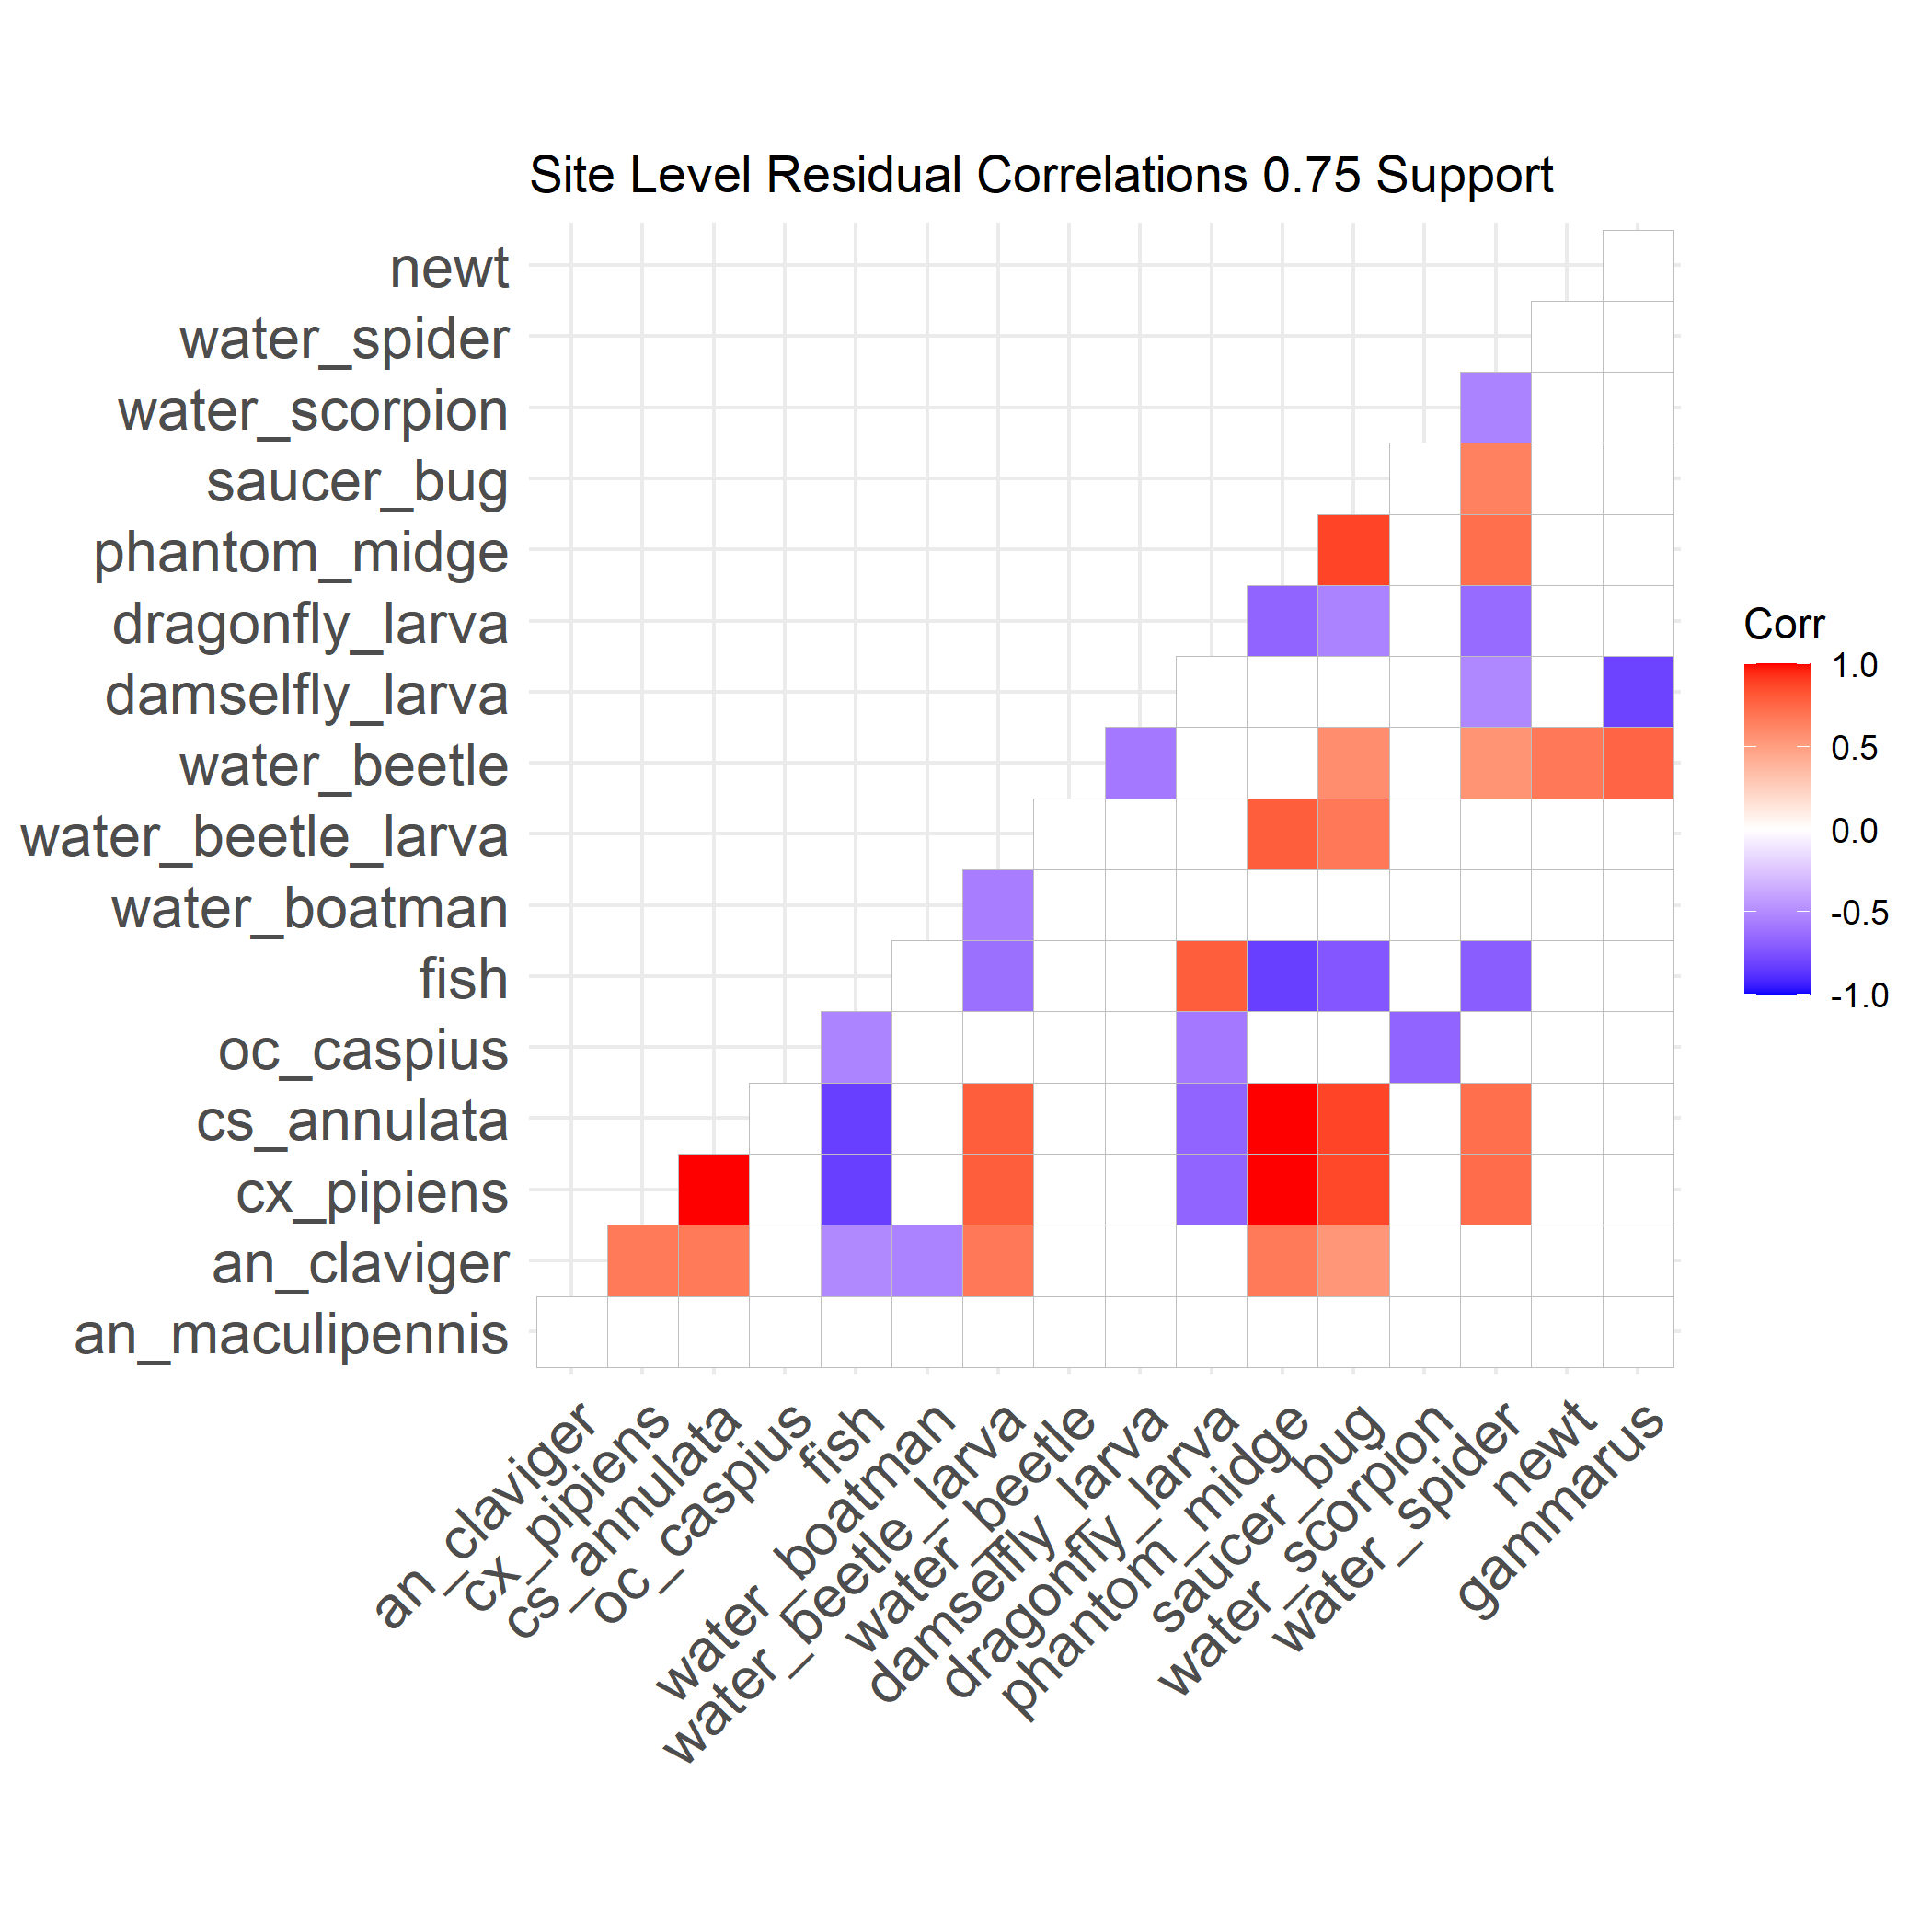 Site Level Residual Correlations 0.75 Support
newt
water_spider
water_scorpion
saucer_bug
phantom_midge
dragonfly_larva
damselfly_larva
water_beetle
water_beetle_larva
water_boatman
fish
oc_caspius
cs_annulata
cx_pipiens
an_claviger
an_maculipennis
an_claviger
cx_pipiens
cs_annulata
oc_caspius
fish
water_boatman
water_beetle_larva
water_beetle
damselfly_larva
dragonfly_larva
phantom_midge
saucer_bug
water_scorpion
water_spider
newt
gammarus
Corr
1.0
0.5
0.0
-0.5
-1.0